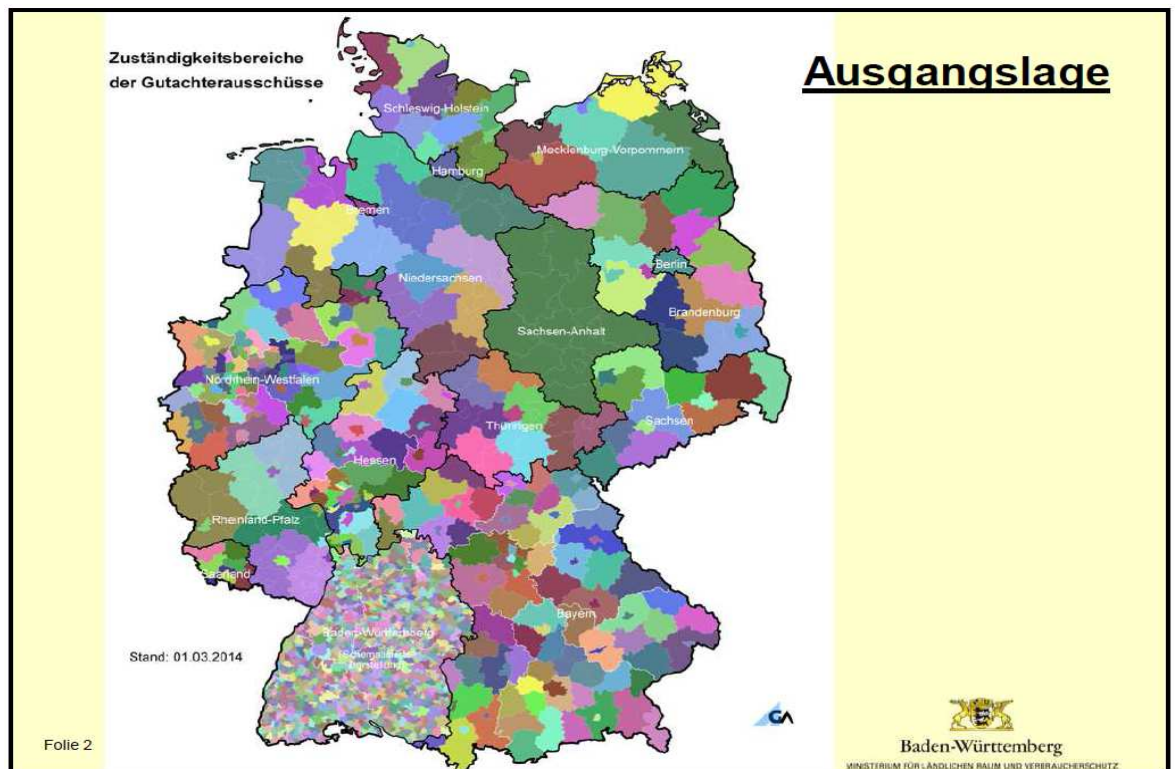 Zuständigkeitsbereiche
der Gutachterausschüsse
Ausgangslage
Schleswig-Holstein
Mecklenburg-Vorpommern
Hamburg
Bremen
Berlin
Niedersachsen
Brandenburg
Sachsen-Anhalt
Nordrhein-Westfalen
Sachsen
Thüringen
Hessen
Rheinland-Pfalz
Saarland
Bayern
Baden-Württemberg
Stand: 01.03.2014
GA
Folie 2
Baden-Württemberg
MINISTERIUM FÜR LÄNDLICHEN RAUM UND VERBRAUCHERSCHUTZ